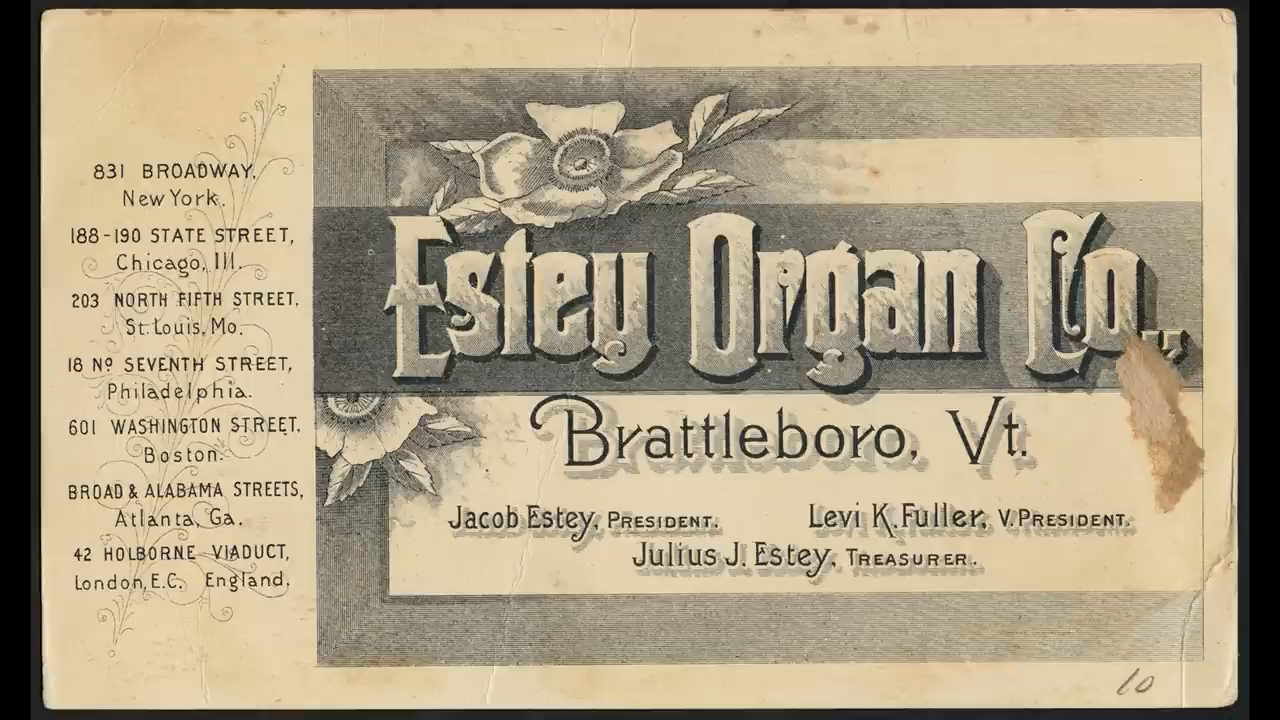 831 BROADWAY,
New York.
188-190 STATE STREET,
Chicago, Ill.
203 NORTH FIFTH STREET,
St. Louis, Mo.
18 Nº SEVENTH STREET,
Philadelphia.
601 WASHINGTON STREET,
Boston.
BROAD & ALABAMA STREETS,
Atlanta, Ga.
42 HOLBORNE VIADUCT,
London, E.C. England.
Estey Organ Co.,
Brattleboro, Vt.
Jacob Estey, PRESIDENT. Levi K. Fuller, V. PRESIDENT.
Julius J. Estey, TREASURER.
10